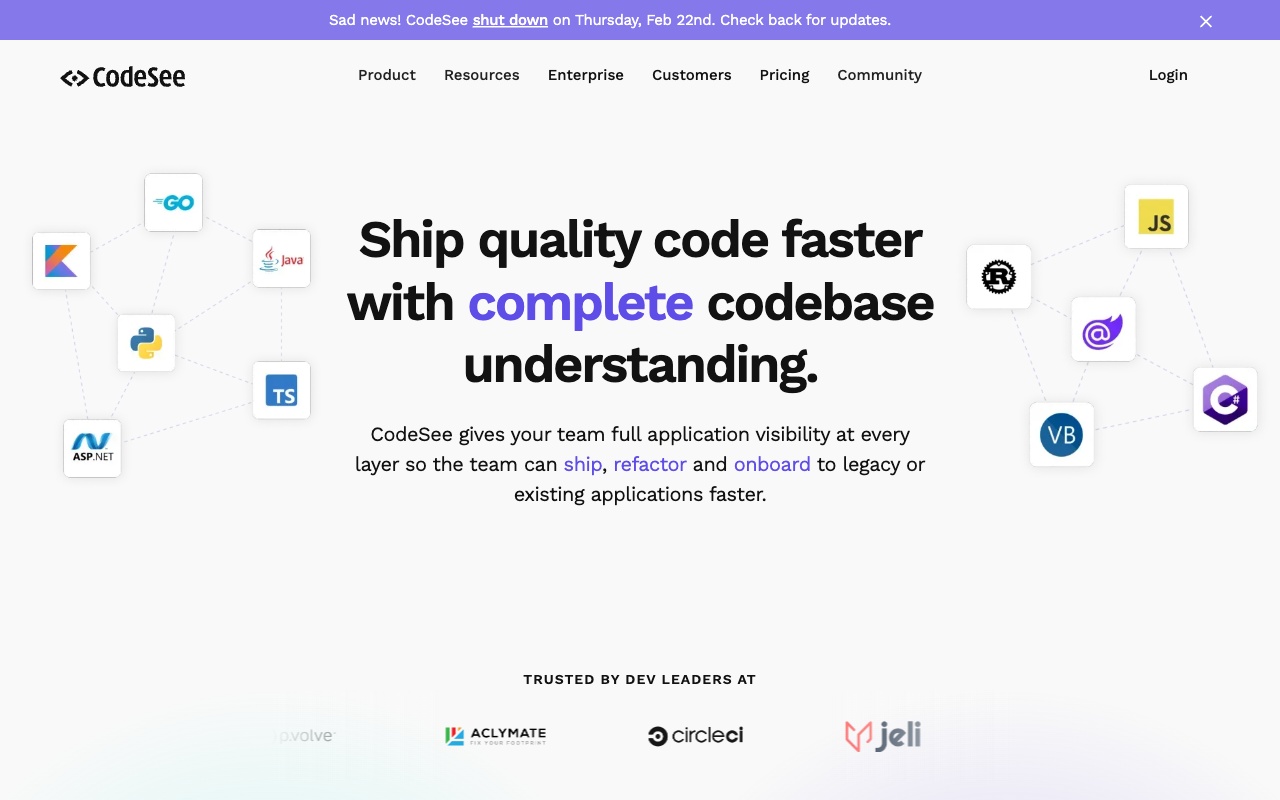 Sad news! CodeSee shut down on Thursday, Feb 22nd. Check back for updates.
CodeSee
Product Resources Enterprise Customers Pricing Community Login
GO
Java
TS
ASP.NET
JS
R
@
C#
VB
Ship quality code faster
with complete codebase
understanding.
CodeSee gives your team full application visibility at every
layer so the team can ship, refactor and onboard to legacy or
existing applications faster.
TRUSTED BY DEV LEADERS AT
p.volve
ACLYMATE
FIX YOUR FOOTPRINT
circleci
jeli